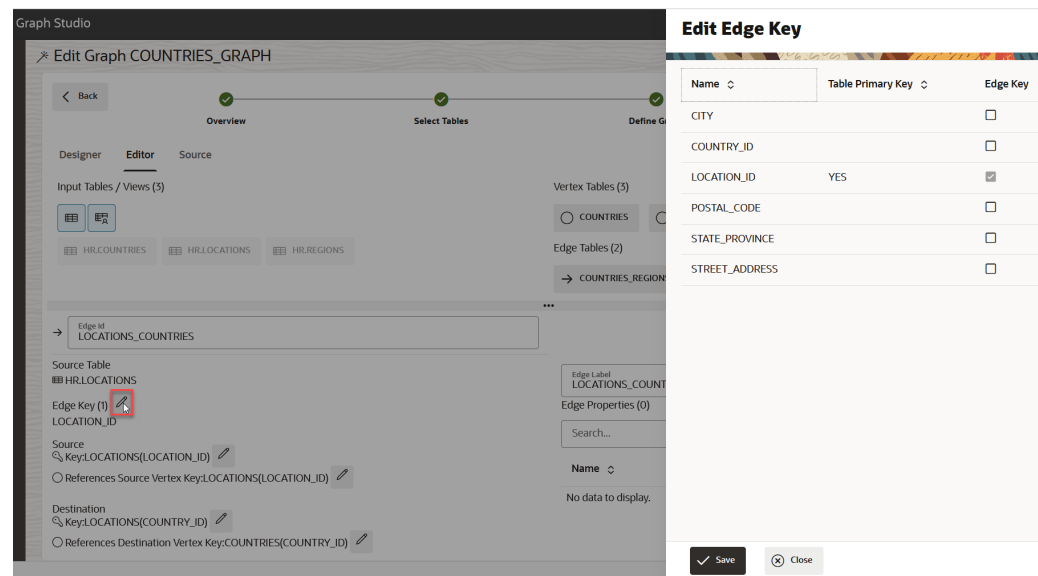 Graph Studio
Edit Graph COUNTRIES_GRAPH
Back
Overview
Select Tables
Define G
Designer
Editor
Source
Input Tables / Views (3)
HR.COUNTRIES
HR.LOCATIONS
HR.REGIONS
Vertex Tables (3)
COUNTRIES
Edge Tables (2)
COUNTRIES_REGION
Edge Id
LOCATIONS_COUNTRIES
Source Table
HR.LOCATIONS
Edge Key (1)
LOCATION_ID
Source
Key:LOCATIONS(LOCATION_ID)
References Source Vertex Key:LOCATIONS(LOCATION_ID)
Destination
Key:LOCATIONS(COUNTRY_ID)
References Destination Vertex Key:COUNTRIES(COUNTRY_ID)
Edge Label
LOCATIONS_COUNT
Edge Properties (0)
Search...
Name
No data to display.
Edit Edge Key
Name Table Primary Key Edge Key
CITY
COUNTRY_ID
LOCATION_ID YES
POSTAL_CODE
STATE_PROVINCE
STREET_ADDRESS
Save
Close